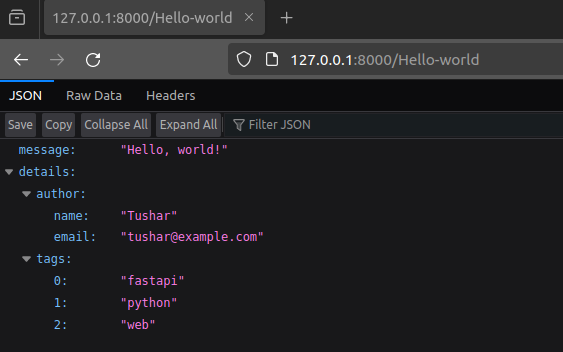 127.0.0.1:8000/Hello-world
127.0.0.1:8000/Hello-world
JSON Raw Data Headers
Save Copy Collapse All Expand All Filter JSON
message: "Hello, world!"
details:
author:
name: "Tushar"
email: "tushar@example.com"
tags:
0: "fastapi"
1: "python"
2: "web"